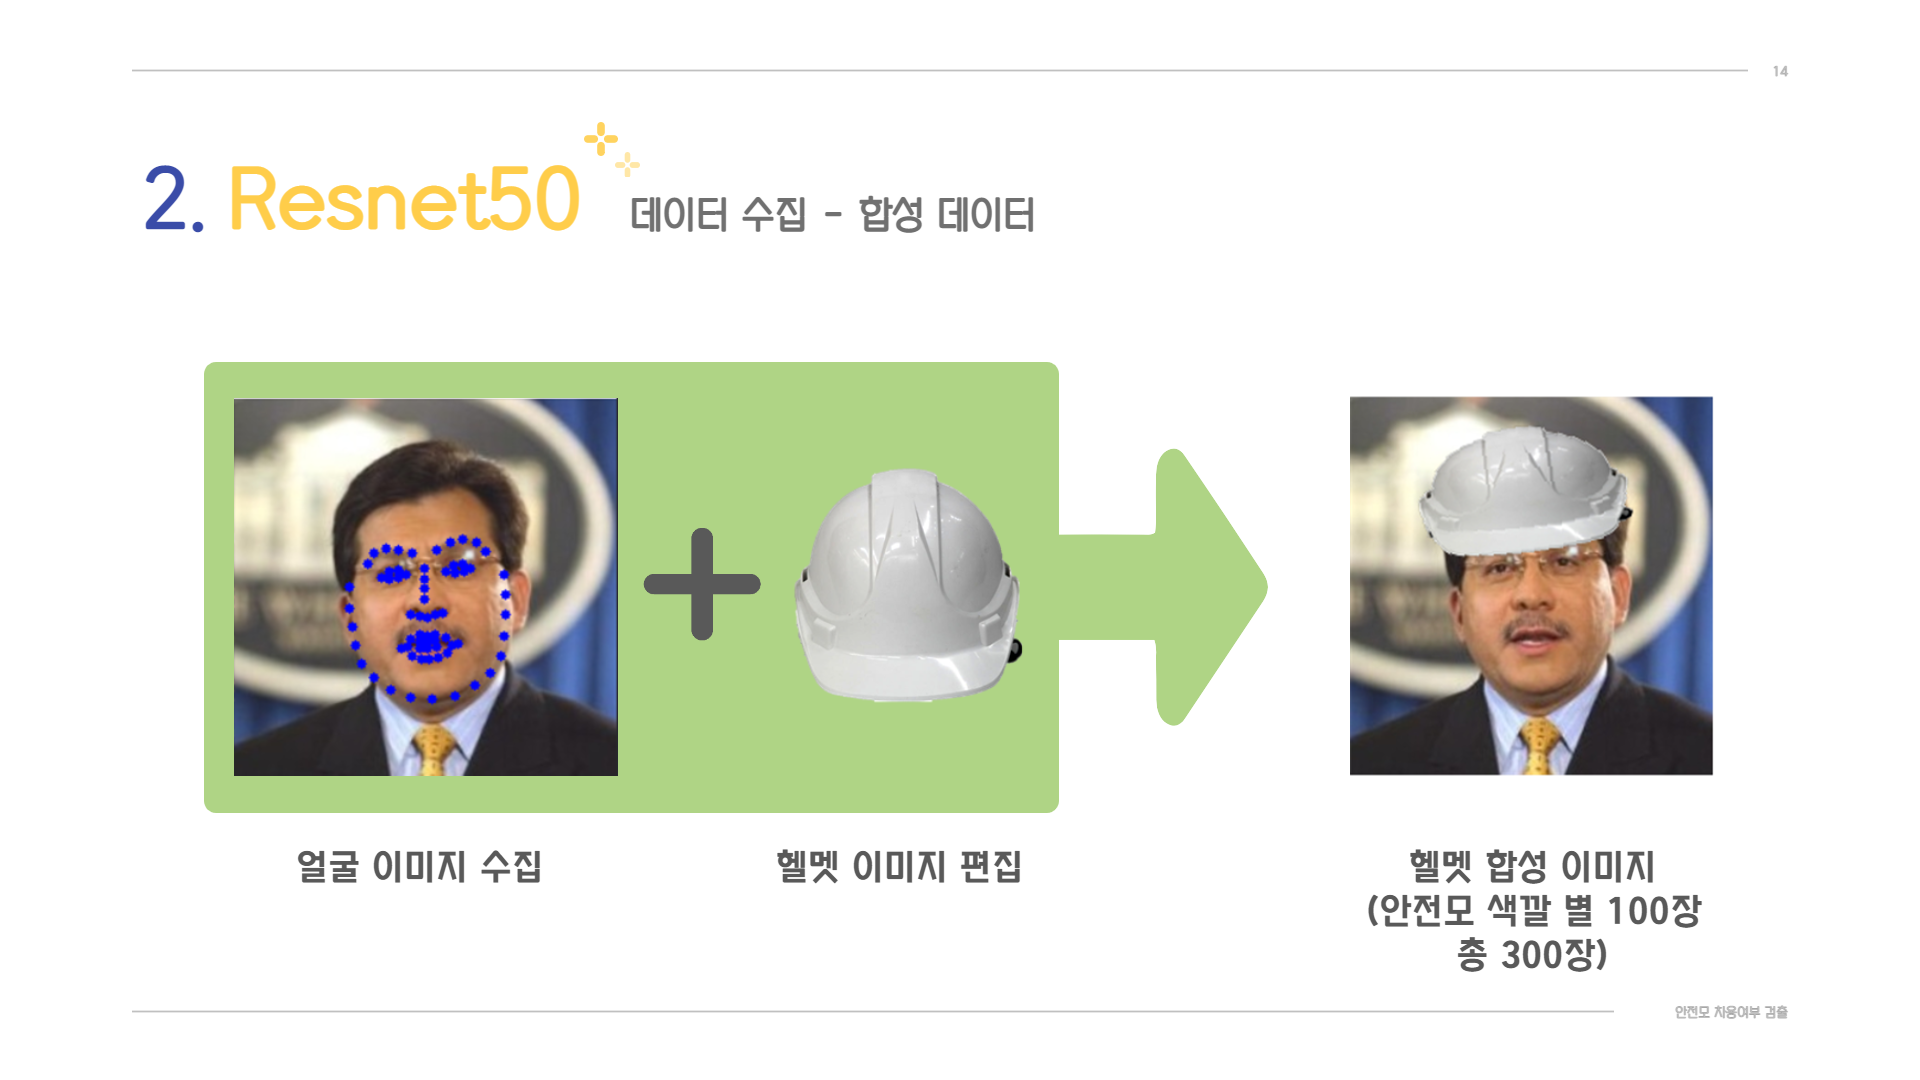 14
2. Resnet50 데이터 수집 - 합성 데이터
얼굴 이미지 수집
헬멧 이미지 편집
헬멧 합성 이미지
(안전모 색깔 별 100장
총 300장)
안전모 차용여부 검출